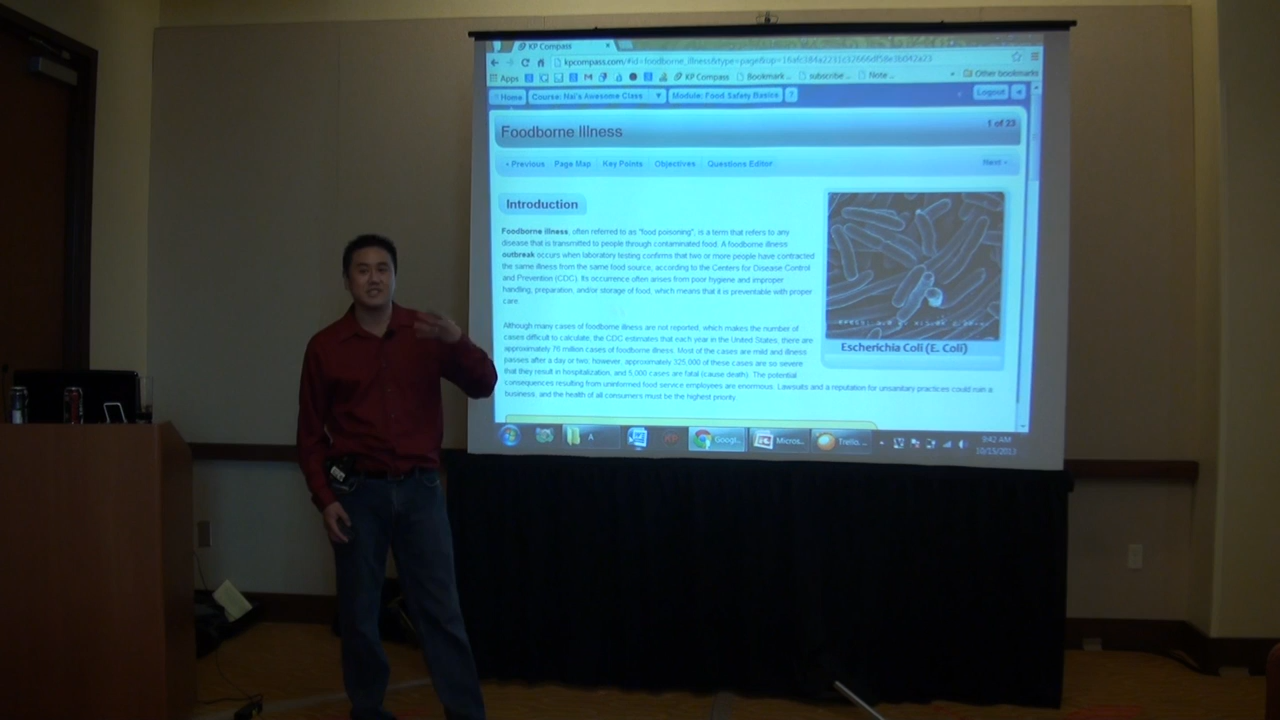 KP Compass
kpcompass.com/#id=foodborne_illness&type=page&rop=
Apps KP Compass Bookmark... subscribe... Note... Other bookmarks
Home Course: Nai's Awesome Class Module: Food Safety Basics ? Logout
Foodborne Illness 1 of 23
Previous Page Map Key Points Objectives Questions Editor Next
Introduction
Foodborne illness, often referred to as "food poisoning", is a term that refers to any
disease that is transmitted to people through contaminated food. A foodborne illness
outbreak occurs when laboratory testing confirms that two or more people have contracted
the same illness from the same food source, according to the Centers for Disease Control
and Prevention (CDC). Its occurrence often arises from poor hygiene and improper
handling, preparation, and/or storage of food, which means that it is preventable with proper
care.
Escherichia Coli (E. Coli)
Although many cases of foodborne illness are not reported, which makes the number of
cases difficult to calculate, the CDC estimates that each year in the United States, there are
approximately 76 million cases of foodborne illness. Most of the cases are mild and illness
passes after a day or two; however, approximately 325,000 of these cases are so severe
that they result in hospitalization, and 5,000 cases are fatal (cause death). The potential
consequences resulting from uninformed food service employees are enormous. Lawsuits and a reputation for unsanitary practices could ruin a
business, and the health of all consumers must be the highest priority.
A Googl... Micros... Trello... 9:42 AM
10/15/2013